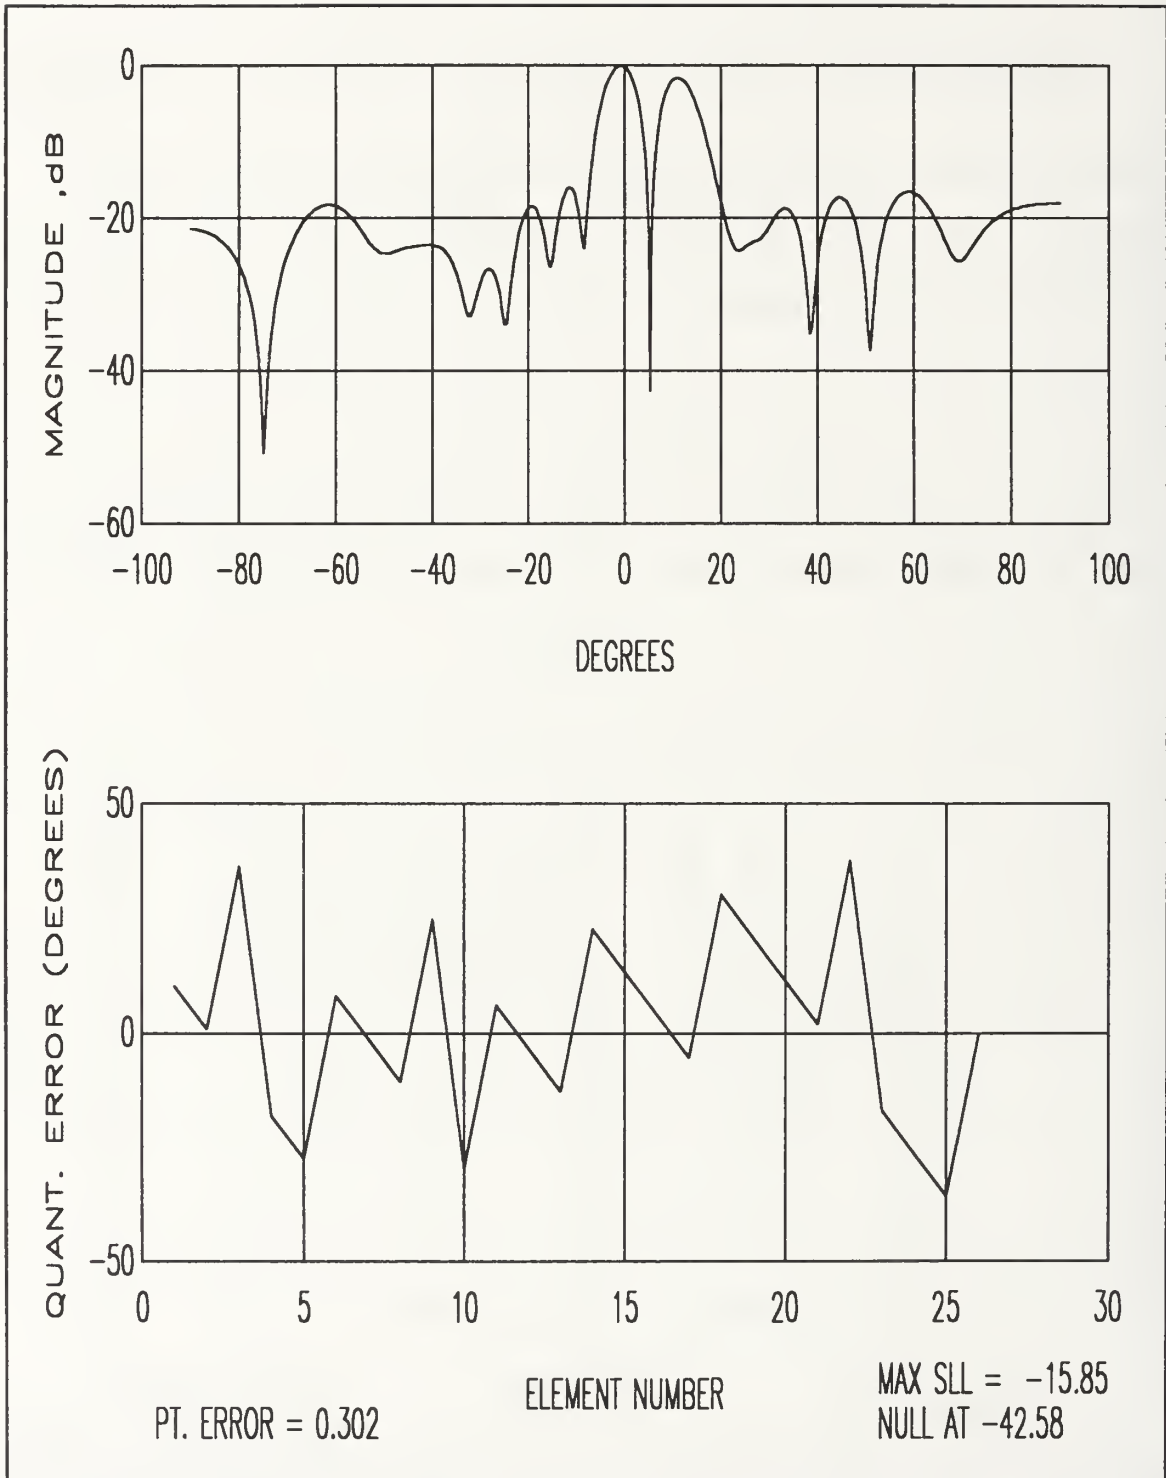 0
-20
-40
-60
MAGNITUDE ,dB
-100 -80 -60 -40 -20 0 20 40 60 80 100
DEGREES
50
0
-50
QUANT. ERROR (DEGREES)
0 5 10 15 20 25 30
ELEMENT NUMBER
PT. ERROR = 0.302
MAX SLL = -15.85
NULL AT -42.58